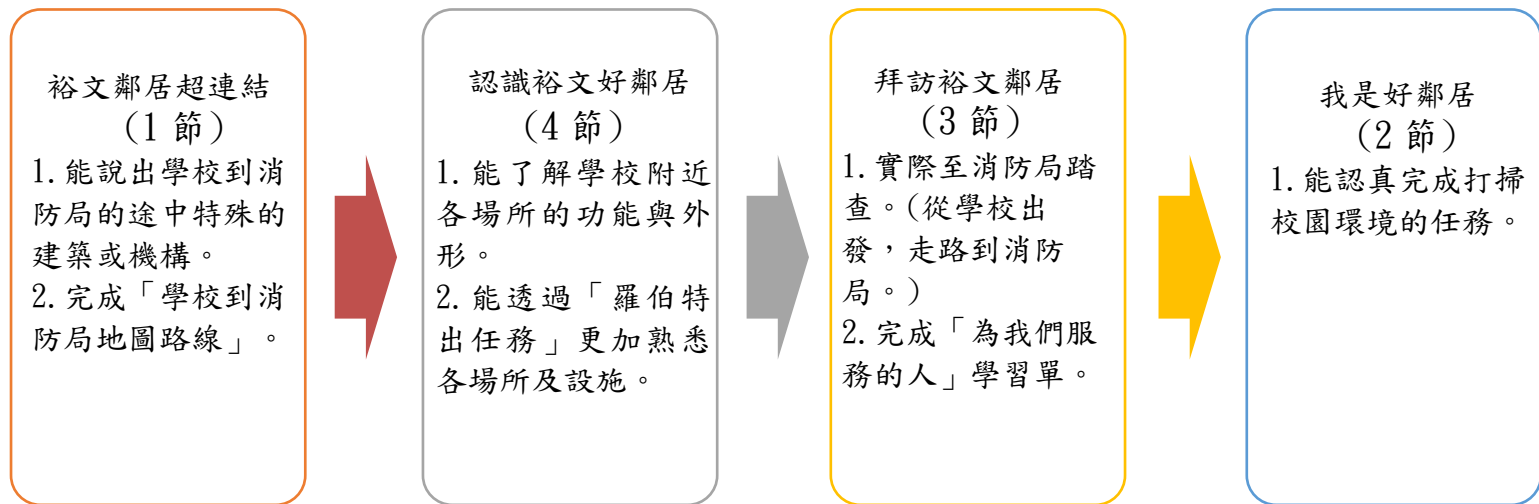 裕文鄰居超連結
(1 節)
1.能說出學校到消
防局的途中特殊的
建築或機構。
2.完成「學校到消
防局地圖路線」。
認識裕文好鄰居
(4 節)
1.能了解學校附近
各場所的功能與外
形。
2.能透過「羅伯特
出任務」更加熟悉
各場所及設施。
拜訪裕文鄰居
(3 節)
1.實際至消防局踏
查。(從學校出
發，走路到消防
局。)
2.完成「為我們服
務的人」學習單。
我是好鄰居
(2 節)
1.能認真完成打掃
校園環境的任務。